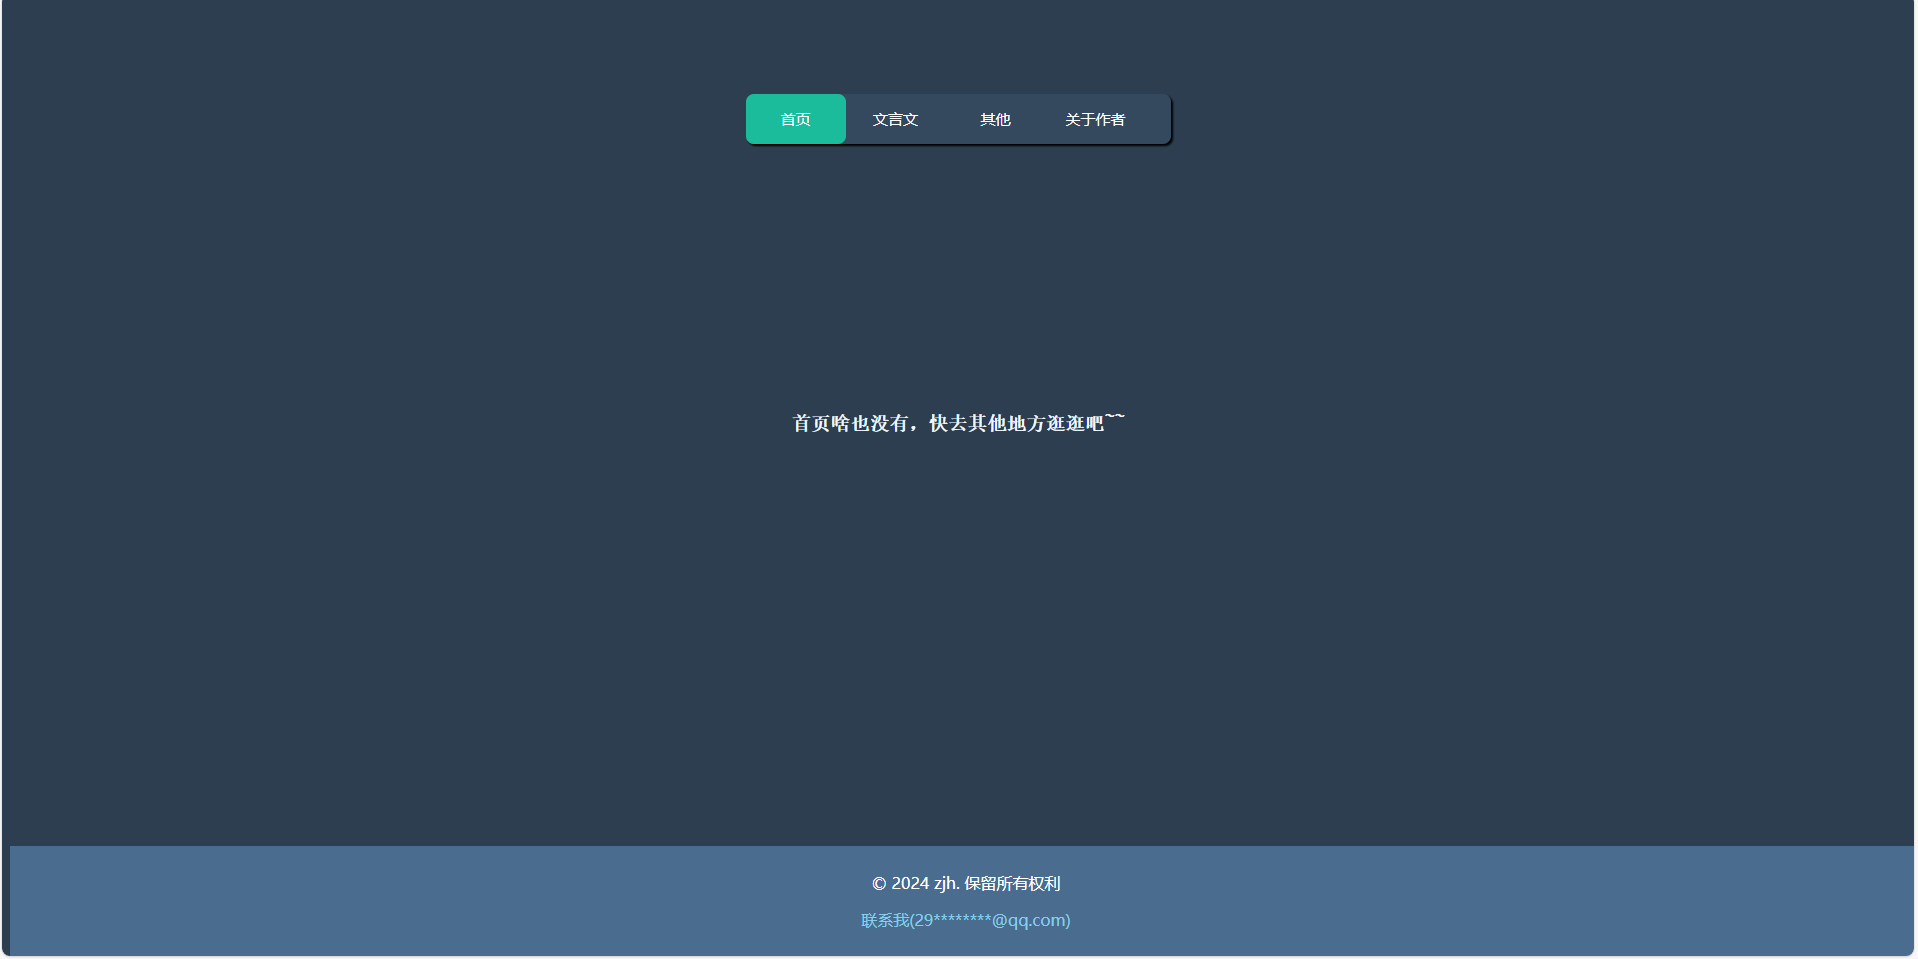 首页 文言文 其他 关于作者
首页啥也没有，快去其他地方逛逛吧~~
© 2024 zjh. 保留所有权利
联系我(29********@qq.com)